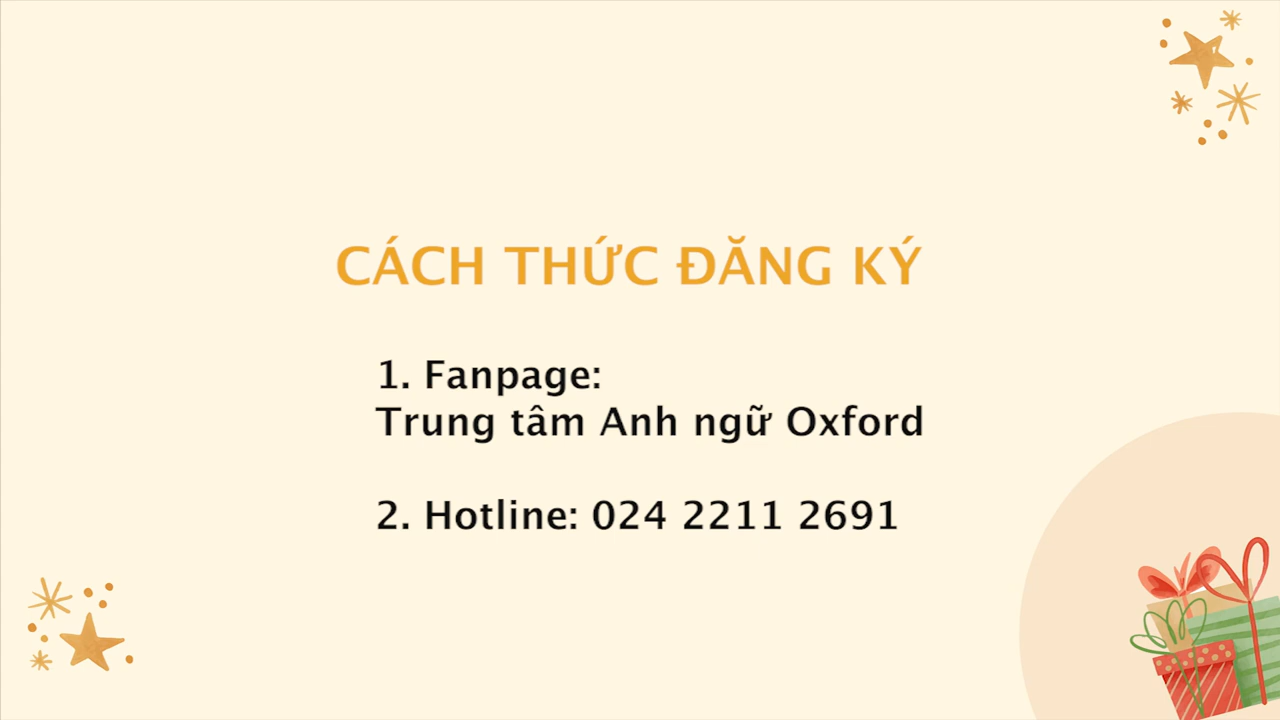 CÁCH THỨC ĐĂNG KÝ
1. Fanpage:
Trung tâm Anh ngữ Oxford
2. Hotline: 024 2211 2691